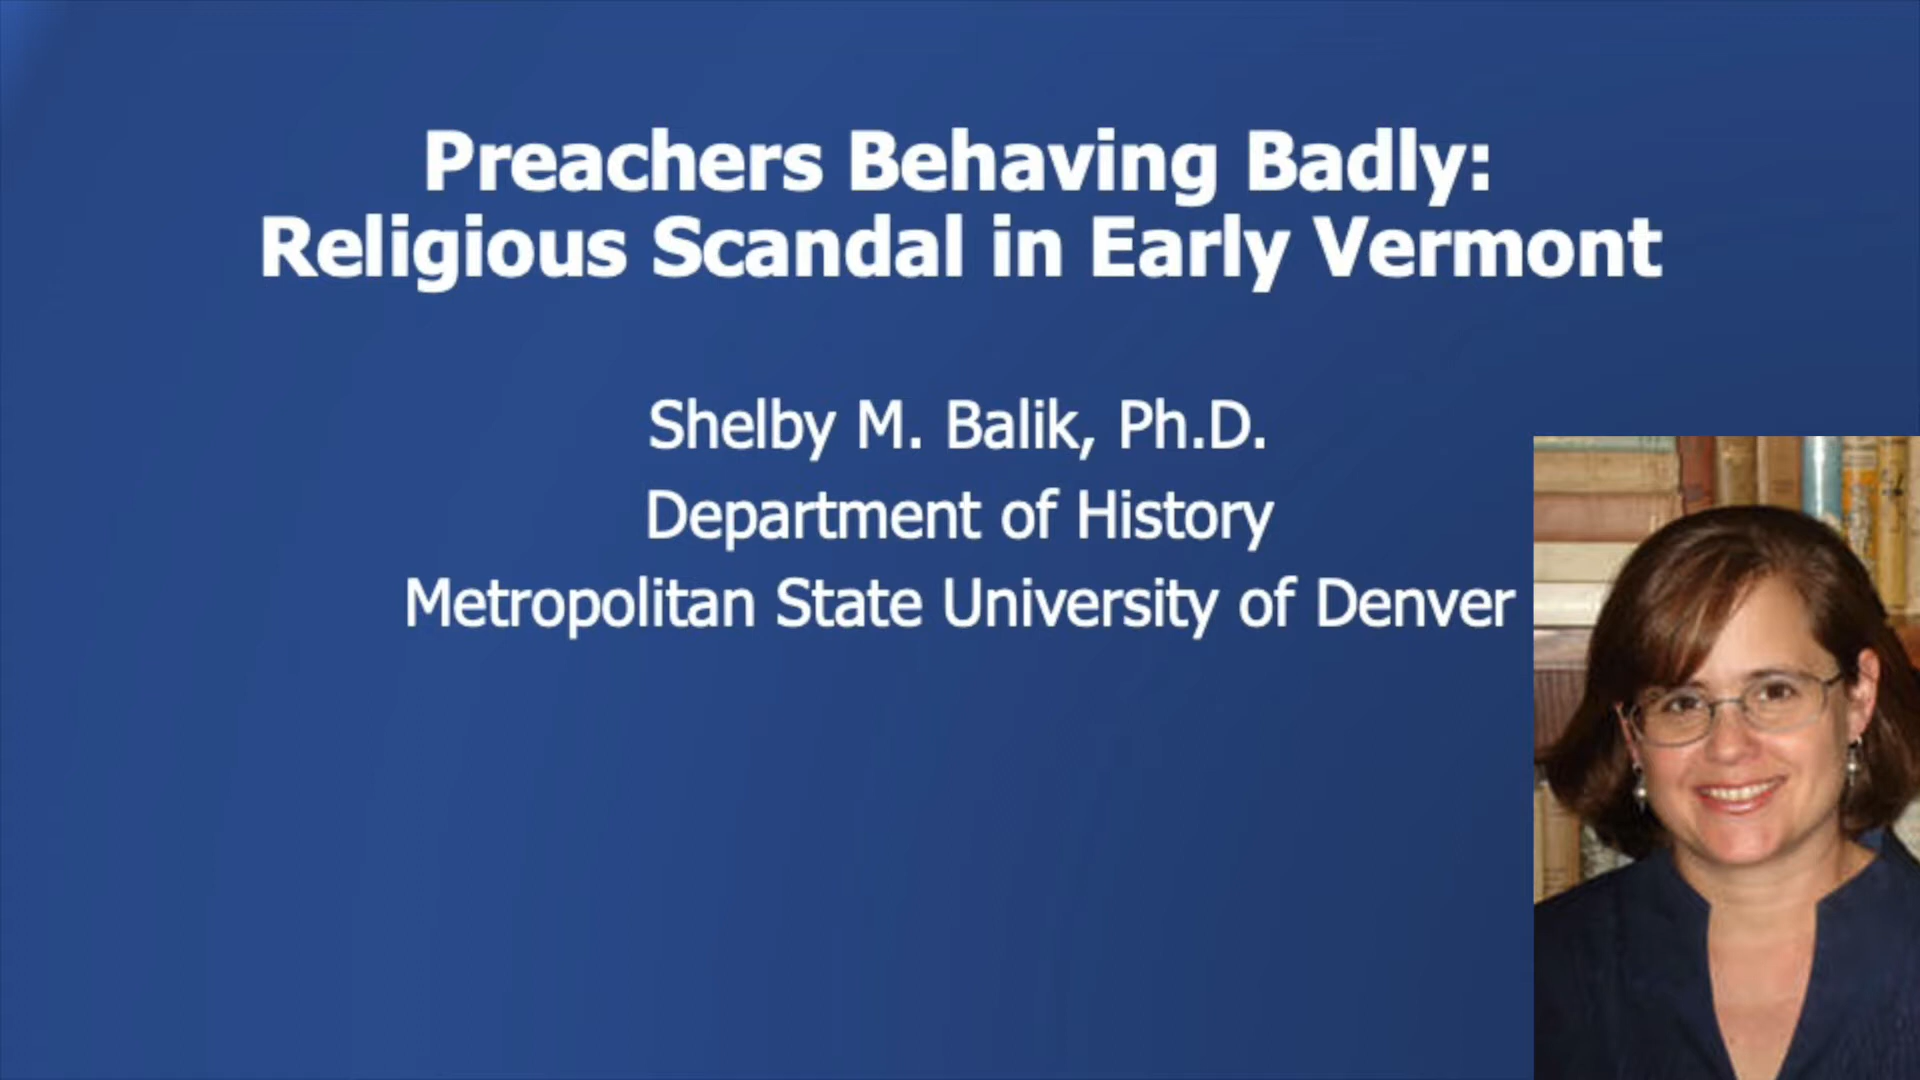 Preachers Behaving Badly:
Religious Scandal in Early Vermont
Shelby M. Balik, Ph.D.
Department of History
Metropolitan State University of Denver